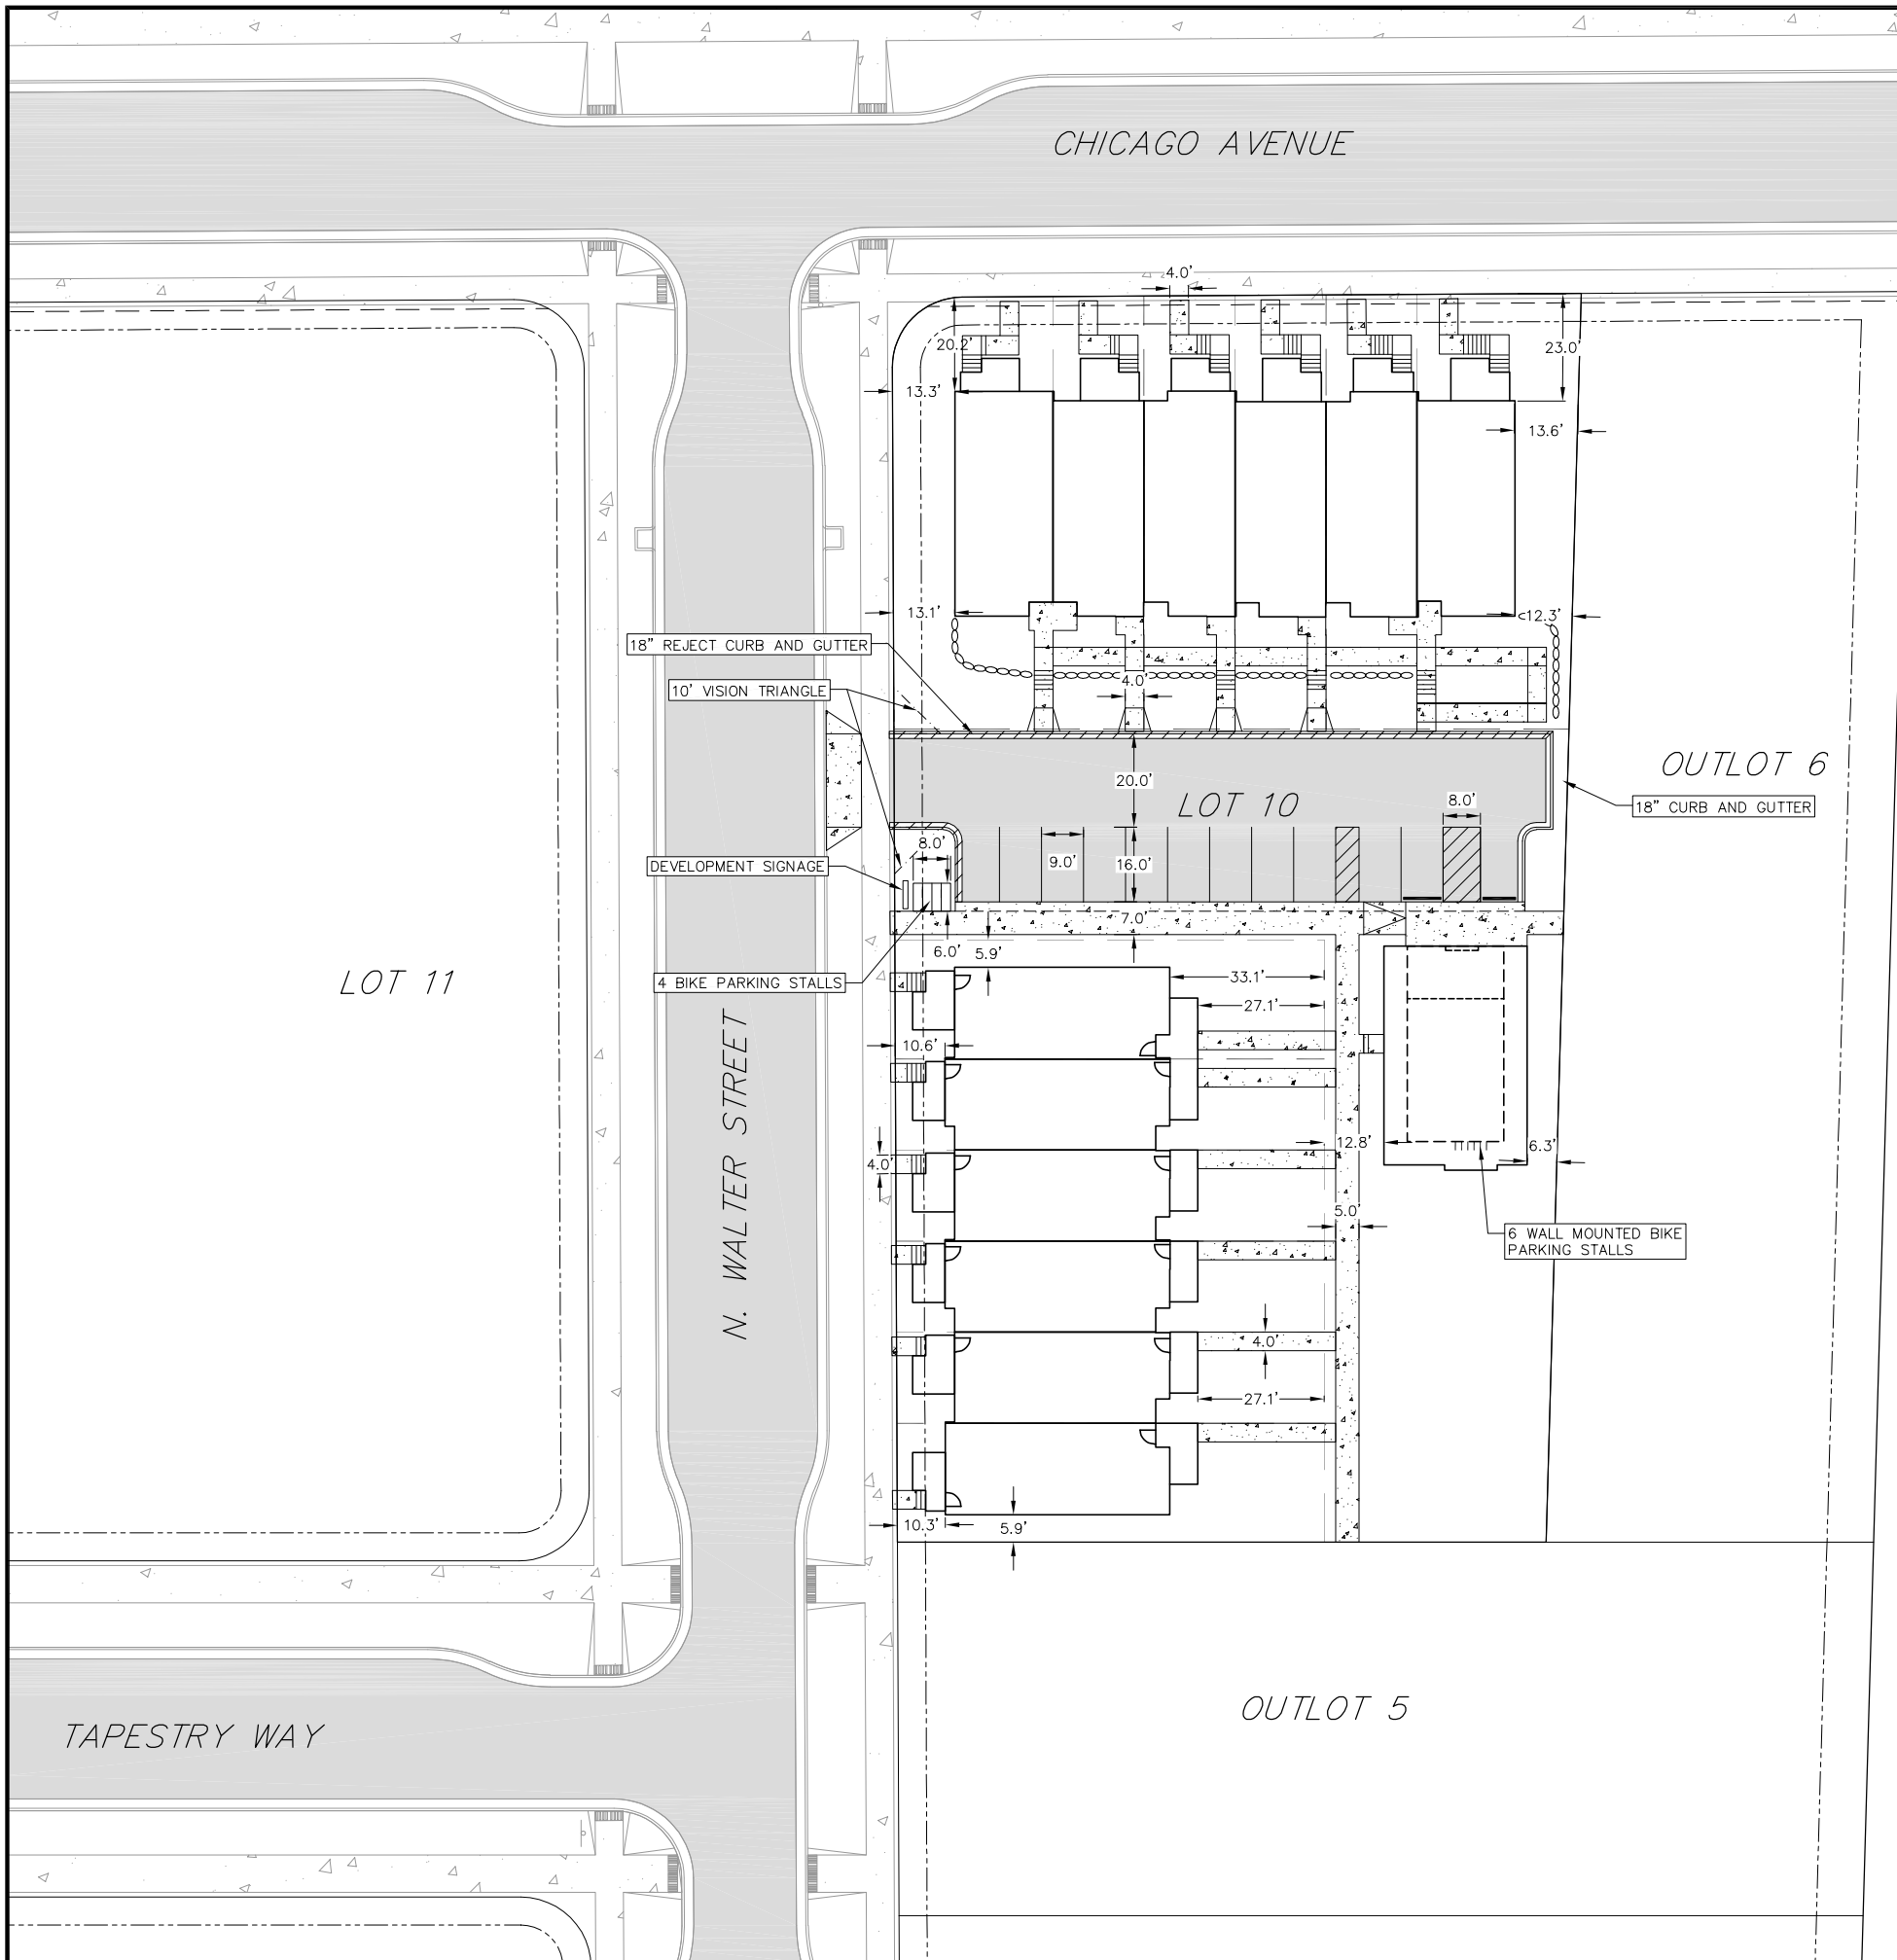 CHICAGO AVENUE
4.0'
20.2'
23.0'
13.3'
13.6'
13.1'
12.3'
18" REJECT CURB AND GUTTER
10' VISION TRIANGLE
4.0'
OUTLOT 6
20.0'
LOT 10
8.0'
18" CURB AND GUTTER
8.0'
DEVELOPMENT SIGNAGE
9.0'
16.0'
7.0'
6.0'
5.9'
LOT 11
4 BIKE PARKING STALLS
33.1'
27.1'
10.6'
N. WALTER STREET
12.8'
6.3'
4.0'
5.0'
6 WALL MOUNTED BIKE
PARKING STALLS
4.0'
27.1'
10.3'
5.9'
OUTLOT 5
TAPESTRY WAY